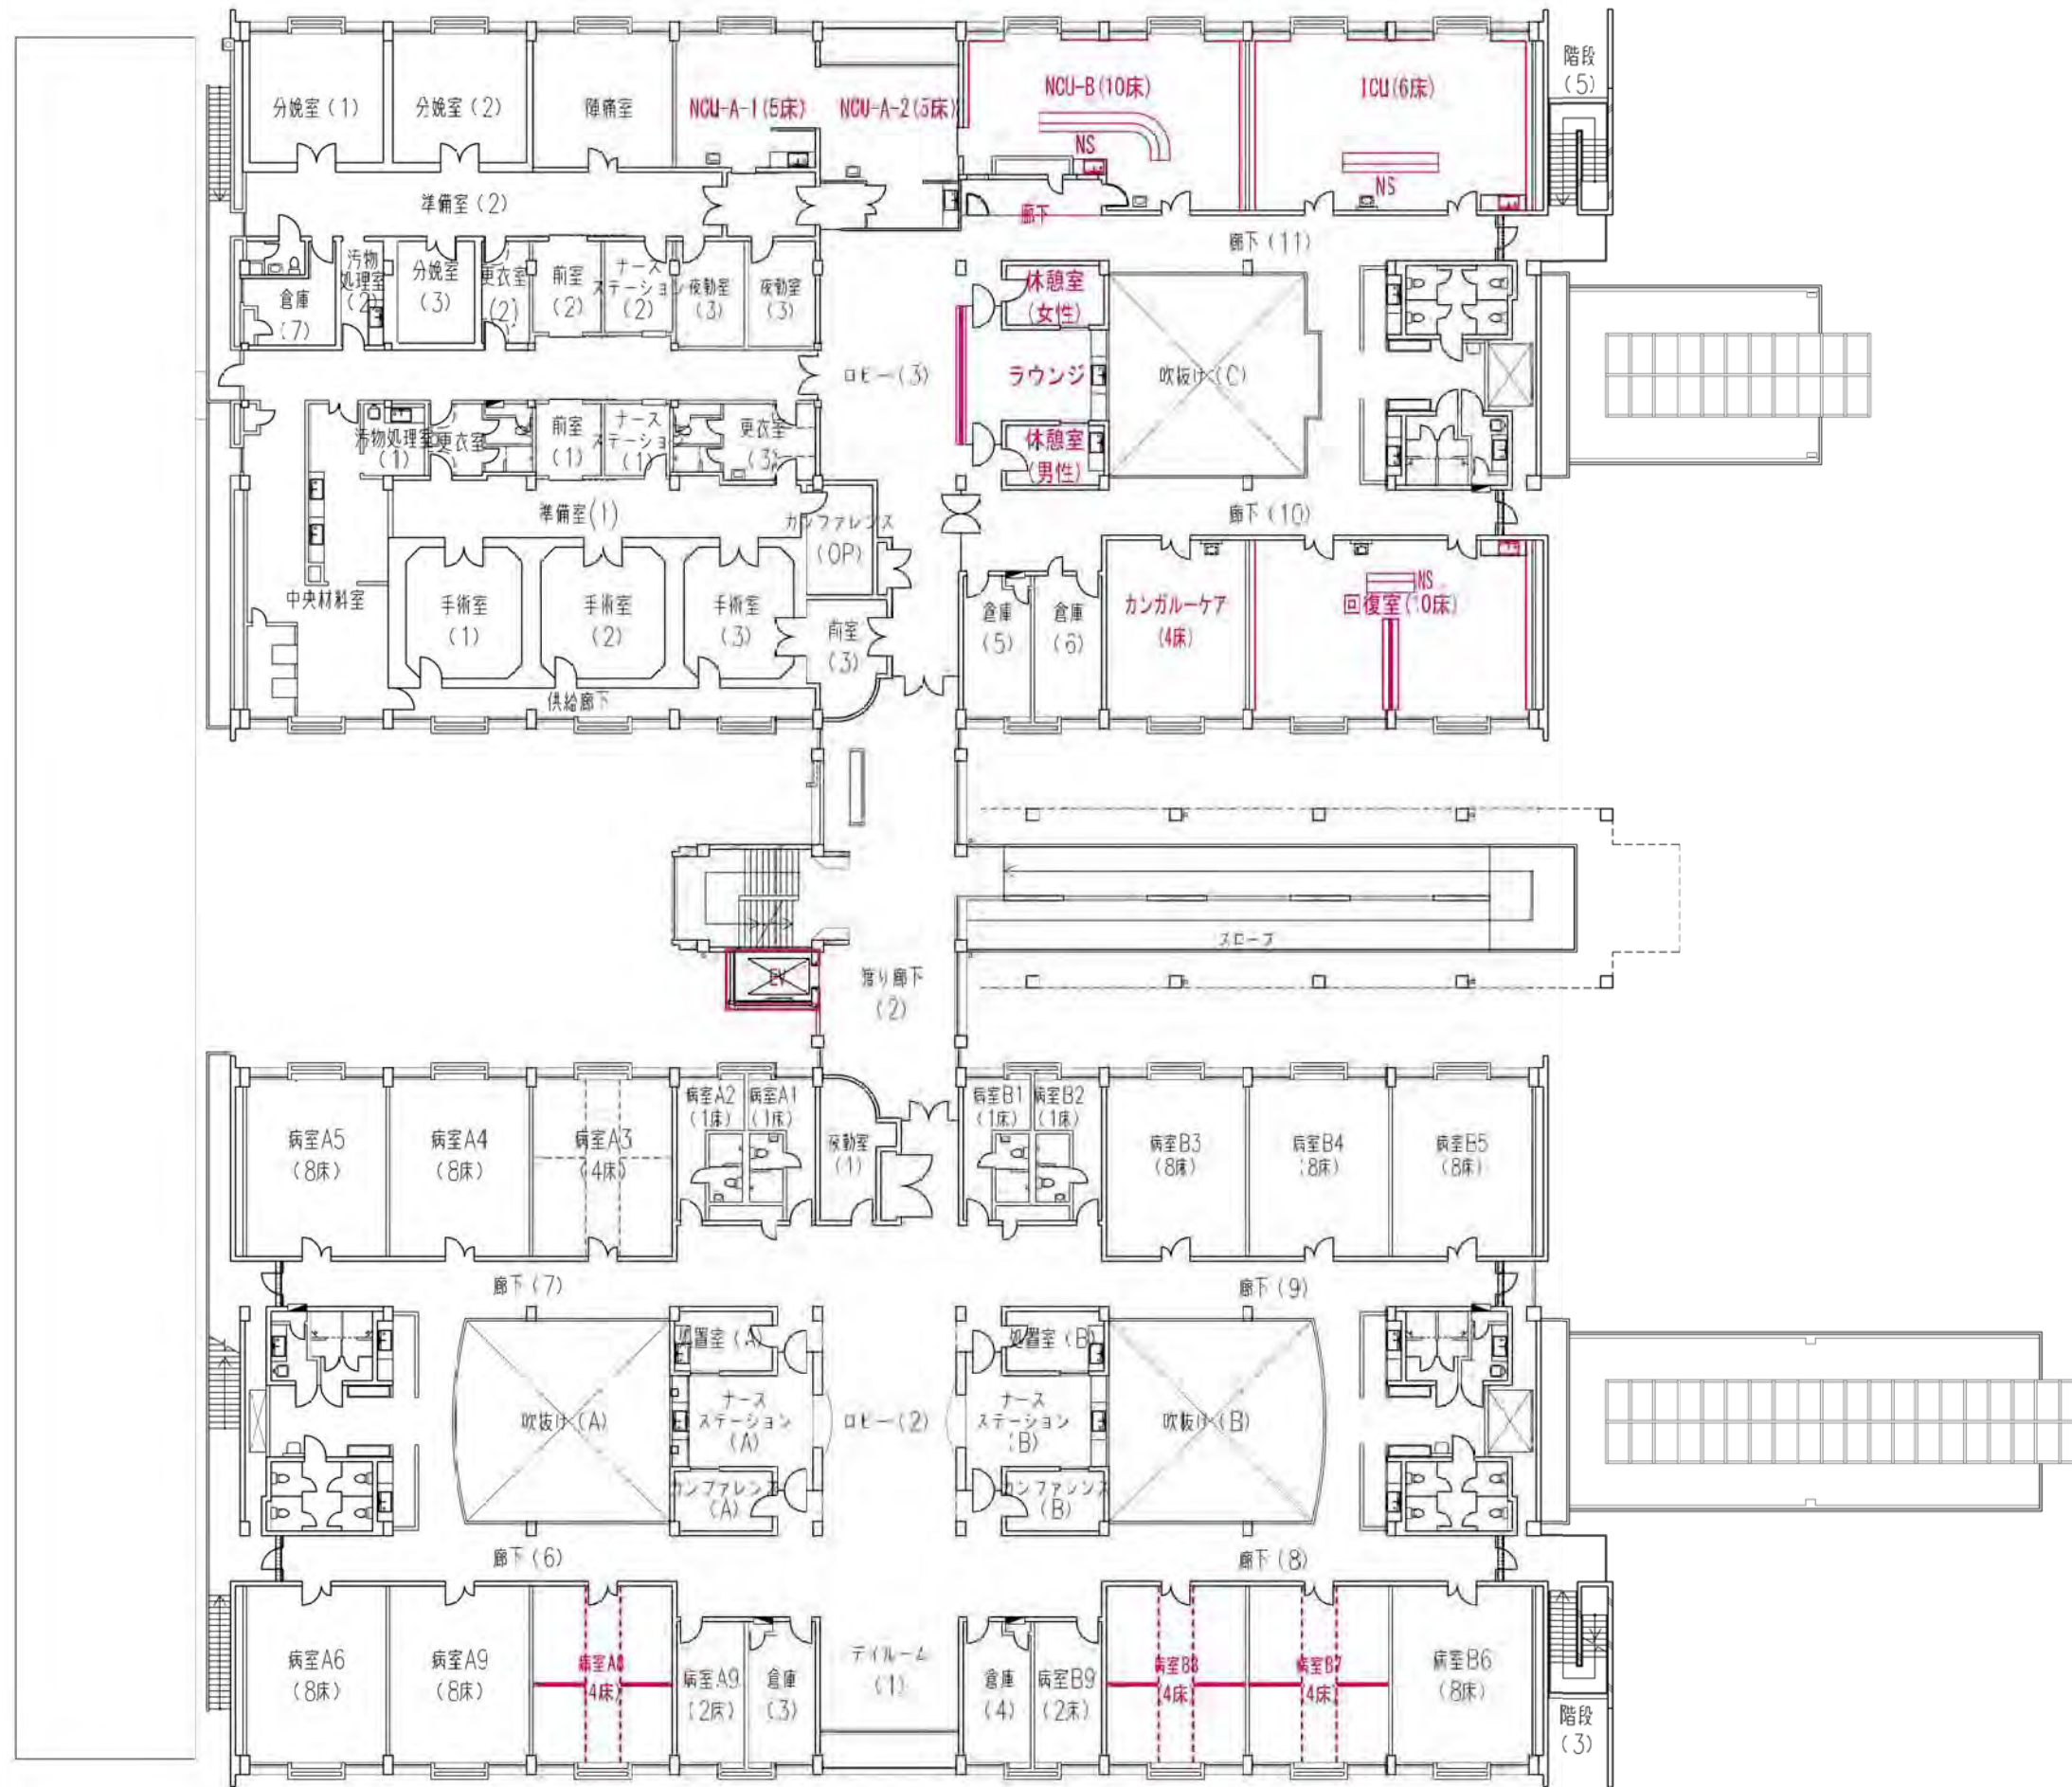 分娩室(1)
分娩室(2)
陣痛室
NCU-A-1(5床)
NCU-A-2(5床)
NCU-B(10床)
NS
ICU(6床)
NS
階段
(5)
準備室(2)
廊下
廊下(11)
倉庫
(7)
汚物
処理室
(2)
分娩室
(3)
更衣室
(2)
前室
(2)
ナース
ステーション
(2)
夜勤室
(3)
夜勤室
(3)
ロビー(3)
休憩室
(女性)
ラウンジ
休憩室
(男性)
吹抜け(C)
汚物処理室
(1)
更衣室
前室
(1)
ナース
ステーション
(1)
更衣室
(3)
準備室(1)
カンファレンス
(OP)
廊下(10)
中央材料室
手術室
(1)
手術室
(2)
手術室
(3)
前室
(3)
倉庫
(5)
倉庫
(6)
カンガルーケア
(4床)
NS
回復室(10床)
供給廊下
スロープ
EV
渡り廊下
(2)
病室A5
(8床)
病室A4
(8床)
病室A3
(4床)
病室A2
(1床)
病室A1
(1床)
夜勤室
(1)
病室B1
(1床)
病室B2
(1床)
病室B3
(8床)
病室B4
(8床)
病室B5
(8床)
廊下(7)
廊下(9)
処置室(A)
処置室(B)
吹抜け(A)
ナース
ステーション
(A)
ロビー(2)
ナース
ステーション
(B)
吹抜け(B)
カンファレンス
(A)
カンファレンス
(B)
廊下(6)
廊下(8)
病室A6
(8床)
病室A9
(8床)
病室A8
(4床)
病室A9
(2床)
倉庫
(3)
デイルーム
(1)
倉庫
(4)
病室B9
(2床)
病室B8
(4床)
病室B7
(4床)
病室B6
(8床)
階段
(3)